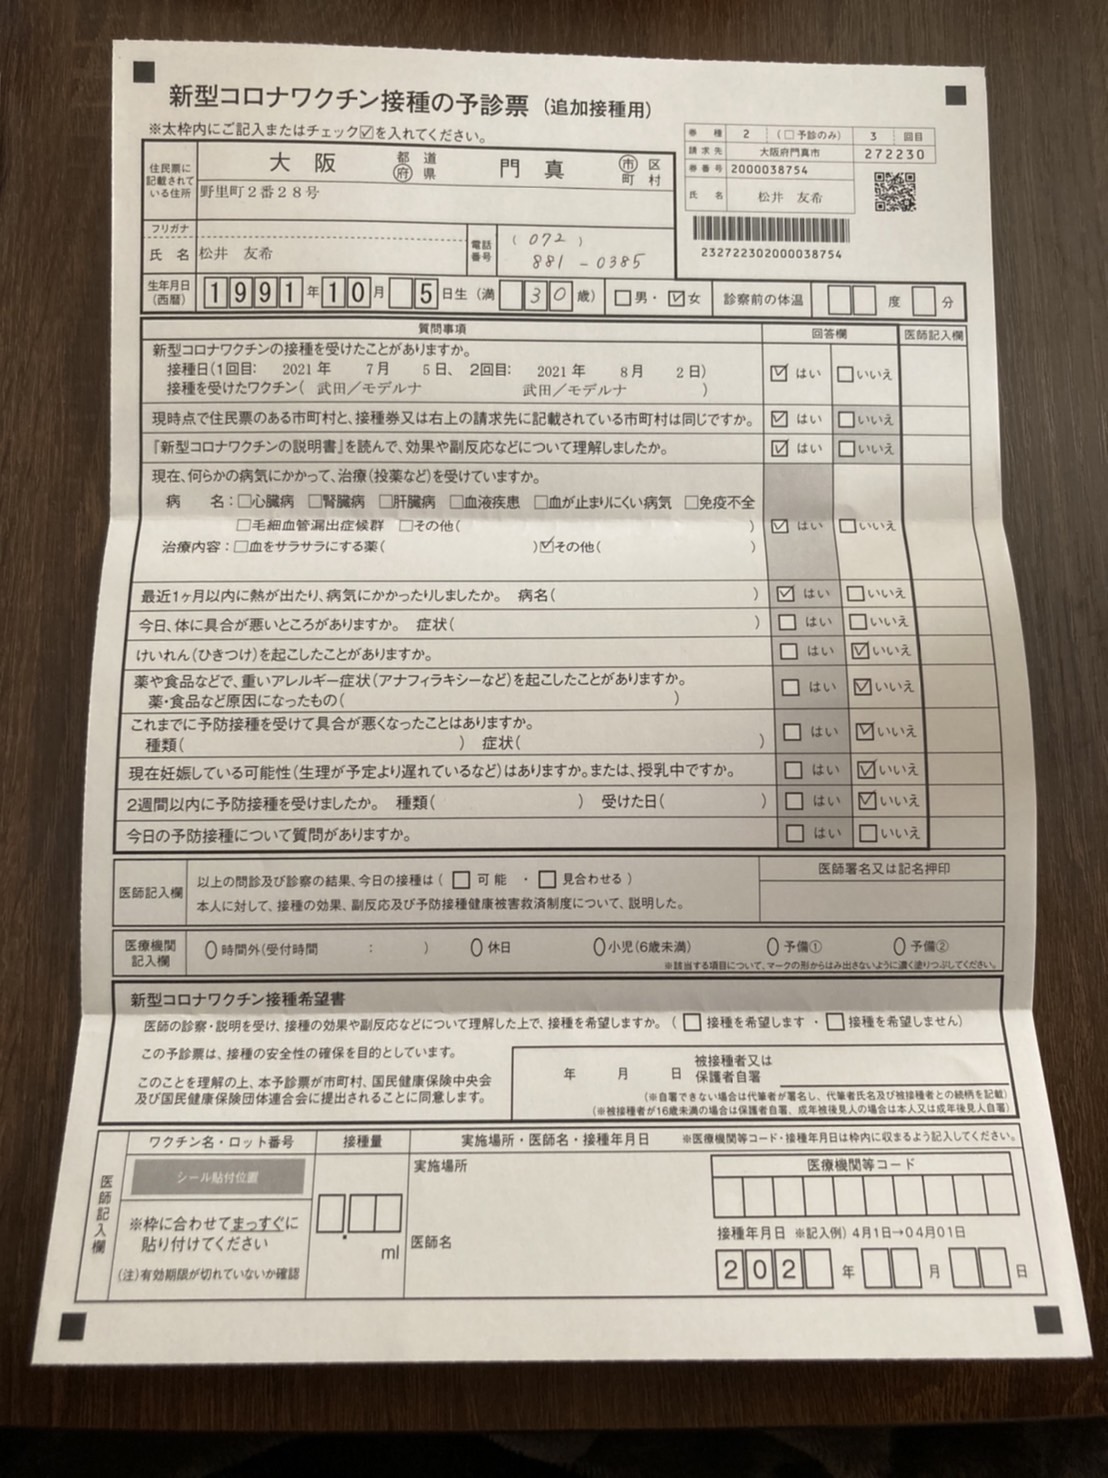 新型コロナワクチン接種の予診票 (追加接種用)
※太枠内にご記入またはチェック☑を入れてください。
券種 2 (□予診のみ) 3 回目
請求先 大阪府門真市 272230
券番号 2000038754
氏名 松井 友希
232722302000038754
住民票に記載されている住所 大阪 都道府県 門真 市区町村
野里町2番28号
フリガナ
氏名 松井 友希 電話番号 (072) 881-0385
生年月日(西暦) 1991年10月 5日生 (満 30歳) □男・☑女 診察前の体温 度 分
質問事項 回答欄 医師記入欄
新型コロナワクチンの接種を受けたことがありますか。
接種日(1回目: 2021年 7月 5日、 2回目: 2021年 8月 2日)
接種を受けたワクチン( 武田/モデルナ 武田/モデルナ ) ☑はい □いいえ
現時点で住民票のある市町村と、接種券又は右上の請求先に記載されている市町村は同じですか。 ☑はい □いいえ
『新型コロナワクチンの説明書』を読んで、効果や副反応などについて理解しましたか。 ☑はい □いいえ
現在、何らかの病気にかかって、治療(投薬など)を受けていますか。
病名:□心臓病 □腎臓病 □肝臓病 □血液疾患 □血が止まりにくい病気 □免疫不全
□毛細血管漏出症候群 □その他( ) ☑はい □いいえ
治療内容:□血をサラサラにする薬( )☑その他( )
最近1ヶ月以内に熱が出たり、病気にかかったりしましたか。 病名( ) ☑はい □いいえ
今日、体に具合が悪いところがありますか。 症状( ) □はい □いいえ
けいれん(ひきつけ)を起こしたことがありますか。 □はい ☑いいえ
薬や食品などで、重いアレルギー症状(アナフィラキシーなど)を起こしたことがありますか。
薬・食品など原因になったもの( ) □はい ☑いいえ
これまでに予防接種を受けて具合が悪くなったことはありますか。
種類( ) 症状( ) □はい ☑いいえ
現在妊娠している可能性(生理が予定より遅れているなど)はありますか。または、授乳中ですか。 □はい ☑いいえ
2週間以内に予防接種を受けましたか。 種類( ) 受けた日( ) □はい ☑いいえ
今日の予防接種について質問がありますか。 □はい □いいえ
医師記入欄 以上の問診及び診察の結果、今日の接種は( □ 可能 ・ □ 見合わせる ) 医師署名又は記名押印
本人に対して、接種の効果、副反応及び予防接種健康被害救済制度について、説明した。
医療機関記入欄 時間外(受付時間 : ) 休日 小児(6歳未満) 予備① 予備②
※該当する項目について、マークの形からはみ出さないように濃く塗りつぶしてください。
新型コロナワクチン接種希望書
医師の診察・説明を受け、接種の効果や副反応などについて理解した上で、接種を希望しますか。( □ 接種を希望します ・ □ 接種を希望しません)
この予診票は、接種の安全性の確保を目的としています。
このことを理解の上、本予診票が市町村、国民健康保険中央会
及び国民健康保険団体連合会に提出されることに同意します。
年 月 日 被接種者又は保護者自署
(※自署できない場合は代筆者が署名し、代筆者氏名及び被接種者との続柄を記載)
(※被接種者が16歳未満の場合は保護者自署、成年被後見人の場合は本人又は成年後見人自署)
医師記入欄
ワクチン名・ロット番号 接種量 実施場所・医師名・接種年月日 ※医療機関等コード・接種年月日は枠内に収まるよう記入してください。
シール貼付位置
※枠に合わせてまっすぐに
貼り付けてください
(注)有効期限が切れていないか確認
ml
実施場所
医師名
医療機関等コード
接種年月日 ※記入例) 4月1日→04月01日
202 年 月 日